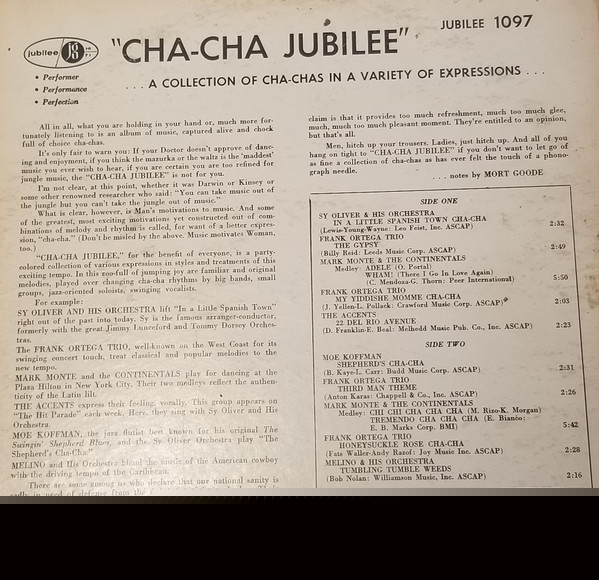 jubilee
HI FI
"CHA-CHA JUBILEE"
JUBILEE 1097
• Performer
• Performance
• Perfection
. . . A COLLECTION OF CHA-CHAS IN A VARIETY OF EXPRESSIONS . . .
All in all, what you are holding in your hand or, much more for-
tunately listening to is an album of music, captured alive and chock
full of choice cha-chas.
It's only fair to warn you: If your Doctor doesn't approve of danc-
ing and enjoyment, if you think the mazurka or the waltz is the 'maddest'
music you ever wish to hear, if you are certain you are too refined for
jungle music, the "CHA-CHA JUBILEE" is not for you.
I'm not clear, at this point, whether it was Darwin or Kinsey or
some other renowned researcher who said: "You can take music out of
the jungle but you can't take the jungle out of music."
What is clear, however, is Man's motivations to music. And some
of the greatest, most exciting motivations yet constructed out of com-
binations of melody and rhythm is called, for want of a better expres-
sion, "cha-cha." (Don't be misled by the above. Music motivates Woman,
too.)
"CHA-CHA JUBILEE," for the benefit of everyone, is a party-
colored collection of various expressions in styles and treatments of this
exciting tempo. In this zoo-full of jumping joy are familiar and original
melodies, played over changing cha-cha rhythms by big bands, small
groups, jazz-oriented soloists, swinging vocalists.
For example:
SY OLIVER AND HIS ORCHESTRA lift "In a Little Spanish Town"
right out of the past into today. Sy is the famous arranger-conductor,
formerly with the great Jimmy Lunceford and Tommy Dorsey Orches-
tras.
The FRANK ORTEGA TRIO, well-known on the West Coast for its
swinging concert touch, treat classical and popular melodies to the
new tempo.
MARK MONTE and the CONTINENTALS play for dancing at the
Plaza Hilton in New York City. Their two medleys reflect the authen-
ticity of the Latin lilt.
THE ACCENTS express their feeling vocally. This group appears on
"The Hit Parade" each week. Here, they sing with Sy Oliver and His
Orchestra.
MOE KOFFMAN, the jazz flutist best known for his original The
Swingin' Shepherd Blues, and the Sy Oliver Orchestra play "The
Shepherd's Cha-Cha."
MELINO and His Orchestra blend the music of the American cowboy
with the driving tempo of the Caribbean.
There are some among us who declare that our national sanity is
sadly in need of defense from the
claim is that it provides too much refreshment, much too much glee,
much, much too much pleasant moment. They're entitled to an opinion,
but that's all.
Men, hitch up your trousers. Ladies, just hitch up. And all of you
hang on tight to "CHA-CHA JUBILEE" if you don't want to let go of
as fine a collection of cha-chas as has ever felt the touch of a phono-
graph needle.
. . . notes by MORT GOODE
SIDE ONE
SY OLIVER & HIS ORCHESTRA
IN A LITTLE SPANISH TOWN CHA-CHA
(Lewis-Young-Wayne: Leo Feist, Inc. ASCAP) 2:32
FRANK ORTEGA TRIO
THE GYPSY
(Billy Reid: Leeds Music Corp. ASCAP) 2:49
MARK MONTE & THE CONTINENTALS
Medley: ADELE (O. Portal)
WHAM! (There I Go In Love Again)
(C. Mendoza-G. Thorn: Peer International) 5:50
FRANK ORTEGA TRIO
MY YIDDISHE MOMME CHA-CHA
(J. Yellen-L. Pollack: Crawford Music Corp. ASCAP) 2:03
THE ACCENTS
22 DEL RIO AVENUE
(D. Franklin-E. Beal: Melhodd Music Pub. Co., Inc. ASCAP) 2:23
SIDE TWO
MOE KOFFMAN
SHEPHERD'S CHA-CHA
(B. Kaye-L. Carr: Budd Music Corp. ASCAP) 2:31
FRANK ORTEGA TRIO
THIRD MAN THEME
(Anton Karas: Chappell & Co., Inc. ASCAP) 2:26
MARK MONTE & THE CONTINENTALS
Medley: CHI CHI CHA CHA CHA (M. Rizo-K. Morgan)
TREMENDO CHA CHA CHA (E. Bianco:
E. B. Marks Corp. BMI) 5:42
FRANK ORTEGA TRIO
HONEYSUCKLE ROSE CHA-CHA
(Fats Waller-Andy Razof: Joy Music Inc. ASCAP) 2:28
MELINO & HIS ORCHESTRA
TUMBLING TUMBLE WEEDS
(Bob Nolan: Williamson Music, Inc. ASCAP) 2:16